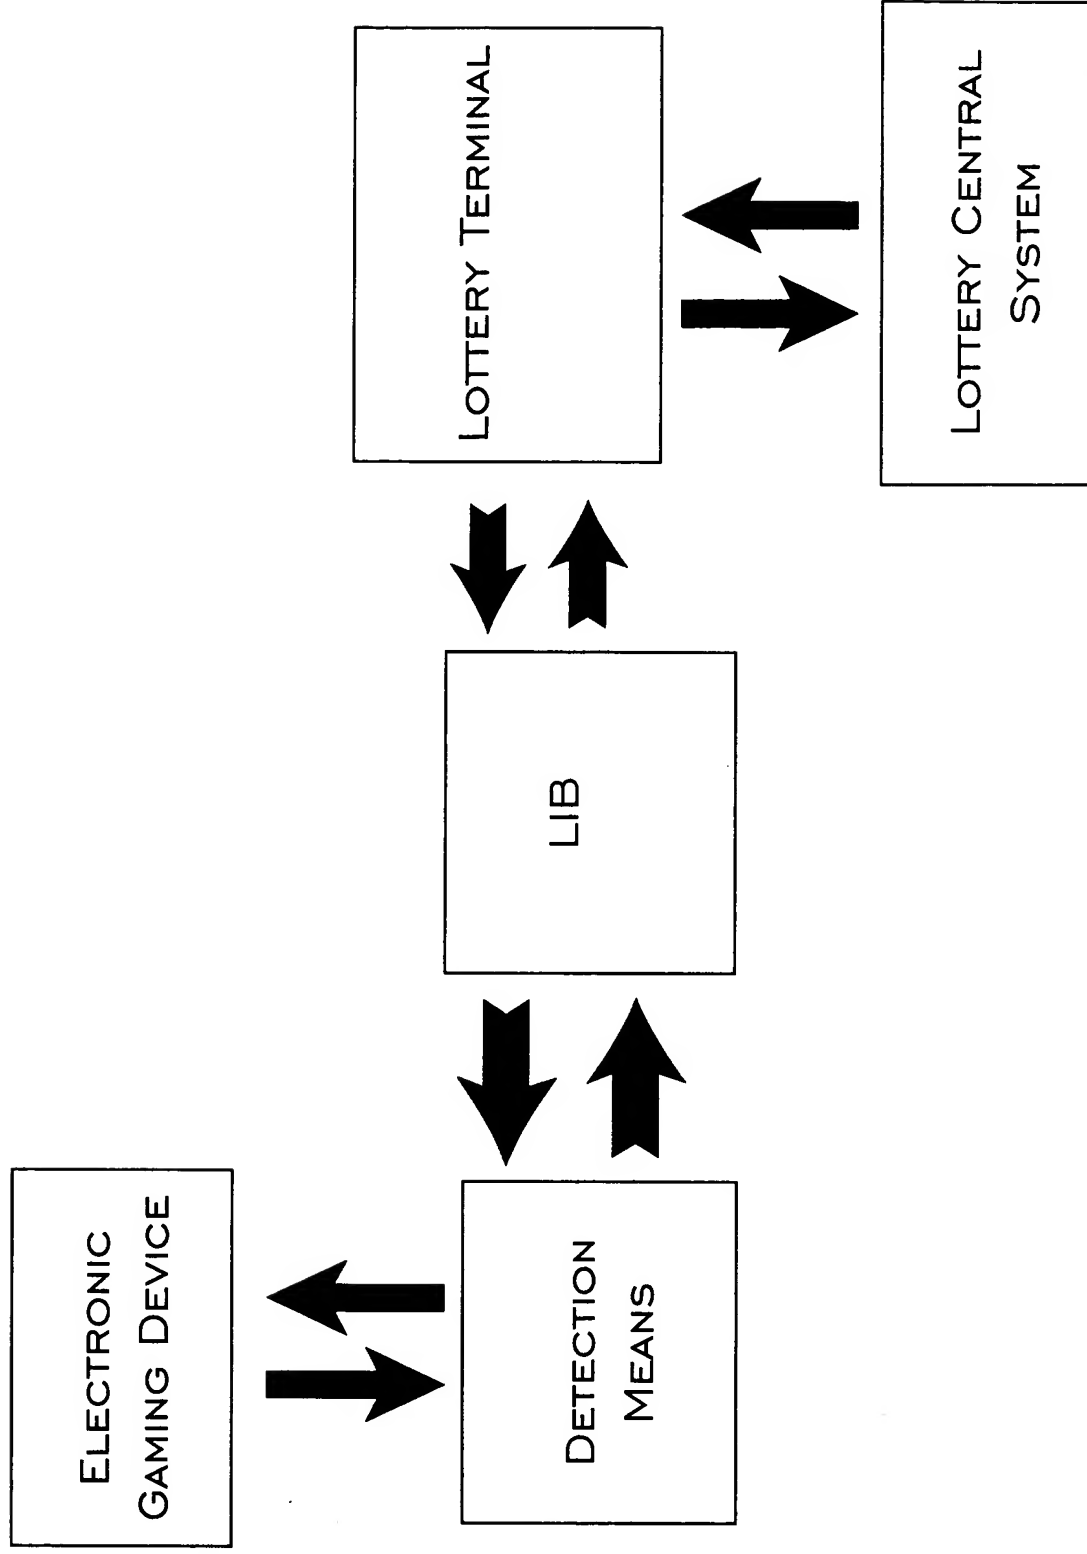 ELECTRONIC
GAMING DEVICE
DETECTION
MEANS
LIB
LOTTERY TERMINAL
LOTTERY CENTRAL
SYSTEM